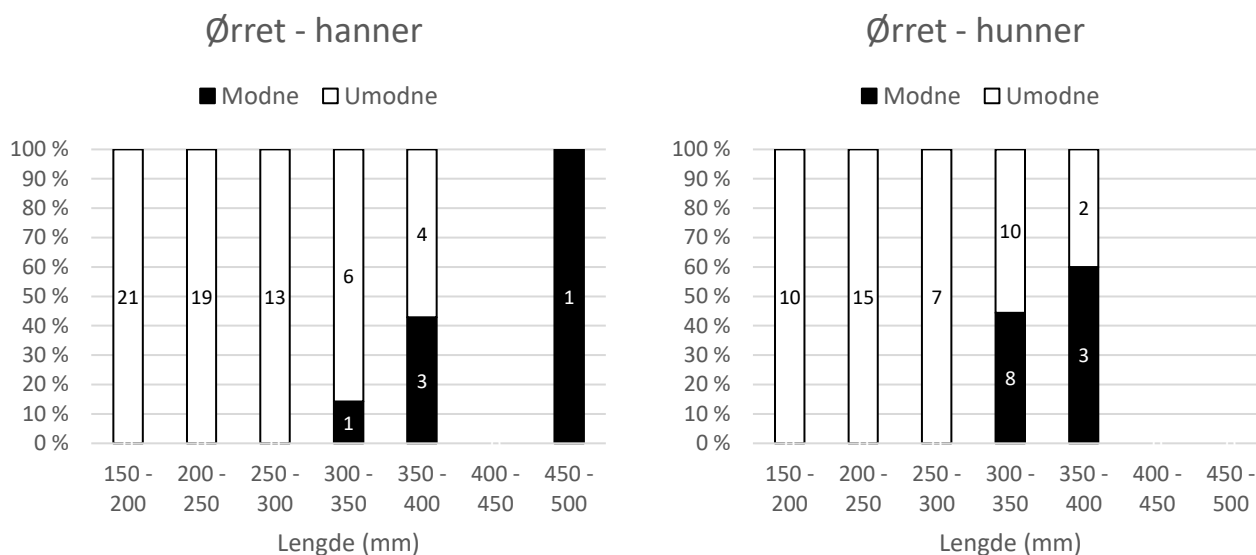 Ørret - hanner
Modne Umodne
100 %
90 %
80 %
70 %
60 %
50 %
40 %
30 %
20 %
10 %
0 %
21
19
13
6
1
4
3
1
150 - 200
200 - 250
250 - 300
300 - 350
350 - 400
400 - 450
450 - 500
Lengde (mm)
Ørret - hunner
Modne Umodne
100 %
90 %
80 %
70 %
60 %
50 %
40 %
30 %
20 %
10 %
0 %
10
15
7
10
8
2
3
150 - 200
200 - 250
250 - 300
300 - 350
350 - 400
400 - 450
450 - 500
Lengde (mm)